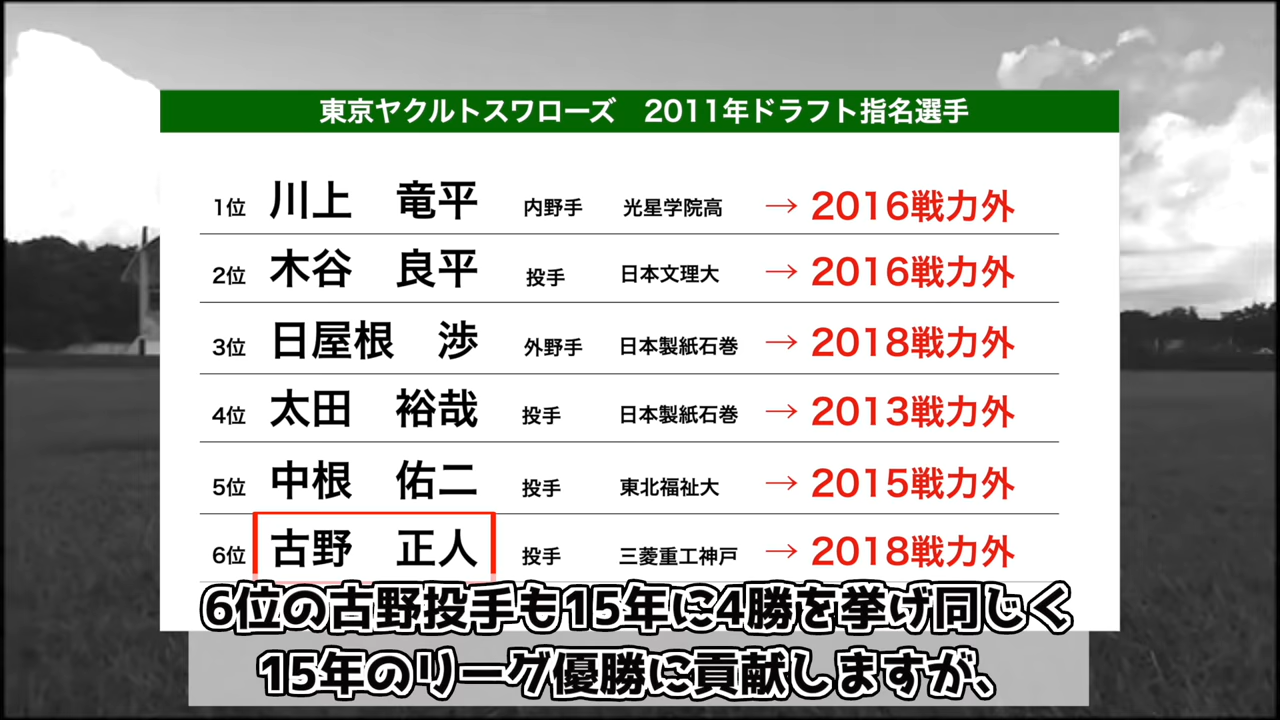 東京ヤクルトスワローズ　2011年ドラフト指名選手
1位 川上　竜平 内野手 光星学院高 → 2016戦力外
2位 木谷　良平 投手 日本文理大 → 2016戦力外
3位 比屋根　渉 外野手 日本製紙石巻 → 2018戦力外
4位 太田　裕哉 投手 日本製紙石巻 → 2013戦力外
5位 中根　佑二 投手 東北福祉大 → 2015戦力外
6位 古野　正人 投手 三菱重工神戸 → 2018戦力外
6位の古野投手も15年に4勝を挙げ同じく
15年のリーグ優勝に貢献しますが、